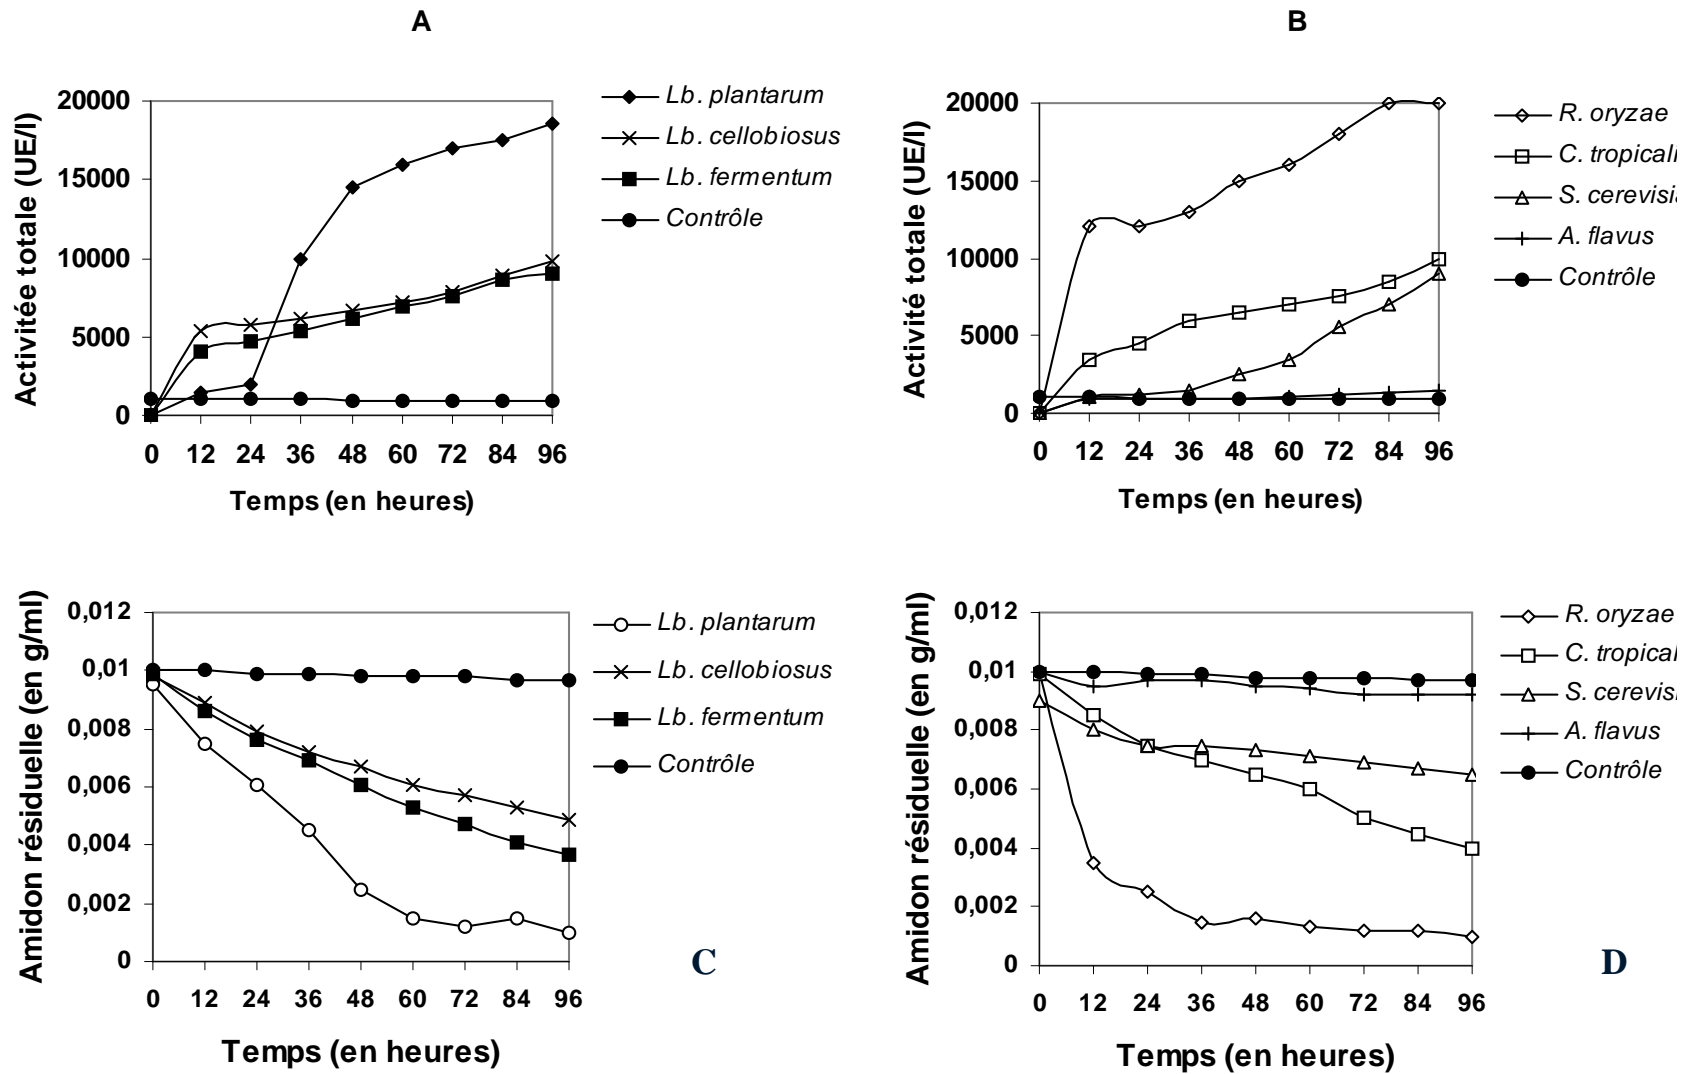 A
B
Activitée totale (UE/l)
20000
15000
10000
5000
0
0 12 24 36 48 60 72 84 96
Temps (en heures)
Lb. plantarum
Lb. cellobiosus
Lb. fermentum
Contrôle
Activité totale (UE/l)
20000
15000
10000
5000
0
0 12 24 36 48 60 72 84 96
Temps (en heures)
R. oryzae
C. tropicali
S. cerevisia
A. flavus
Contrôle
Amidon résiduelle (en g/ml)
0,012
0,01
0,008
0,006
0,004
0,002
0
0 12 24 36 48 60 72 84 96
Temps (en heures)
Lb. plantarum
Lb. cellobiosus
Lb. fermentum
Contrôle
C
Amidon résiduelle (en g/ml)
0,012
0,01
0,008
0,006
0,004
0,002
0
0 12 24 36 48 60 72 84 96
Temps (en heures)
R. oryzae
C. tropical
S. cerevisi
A. flavus
Contrôle
D